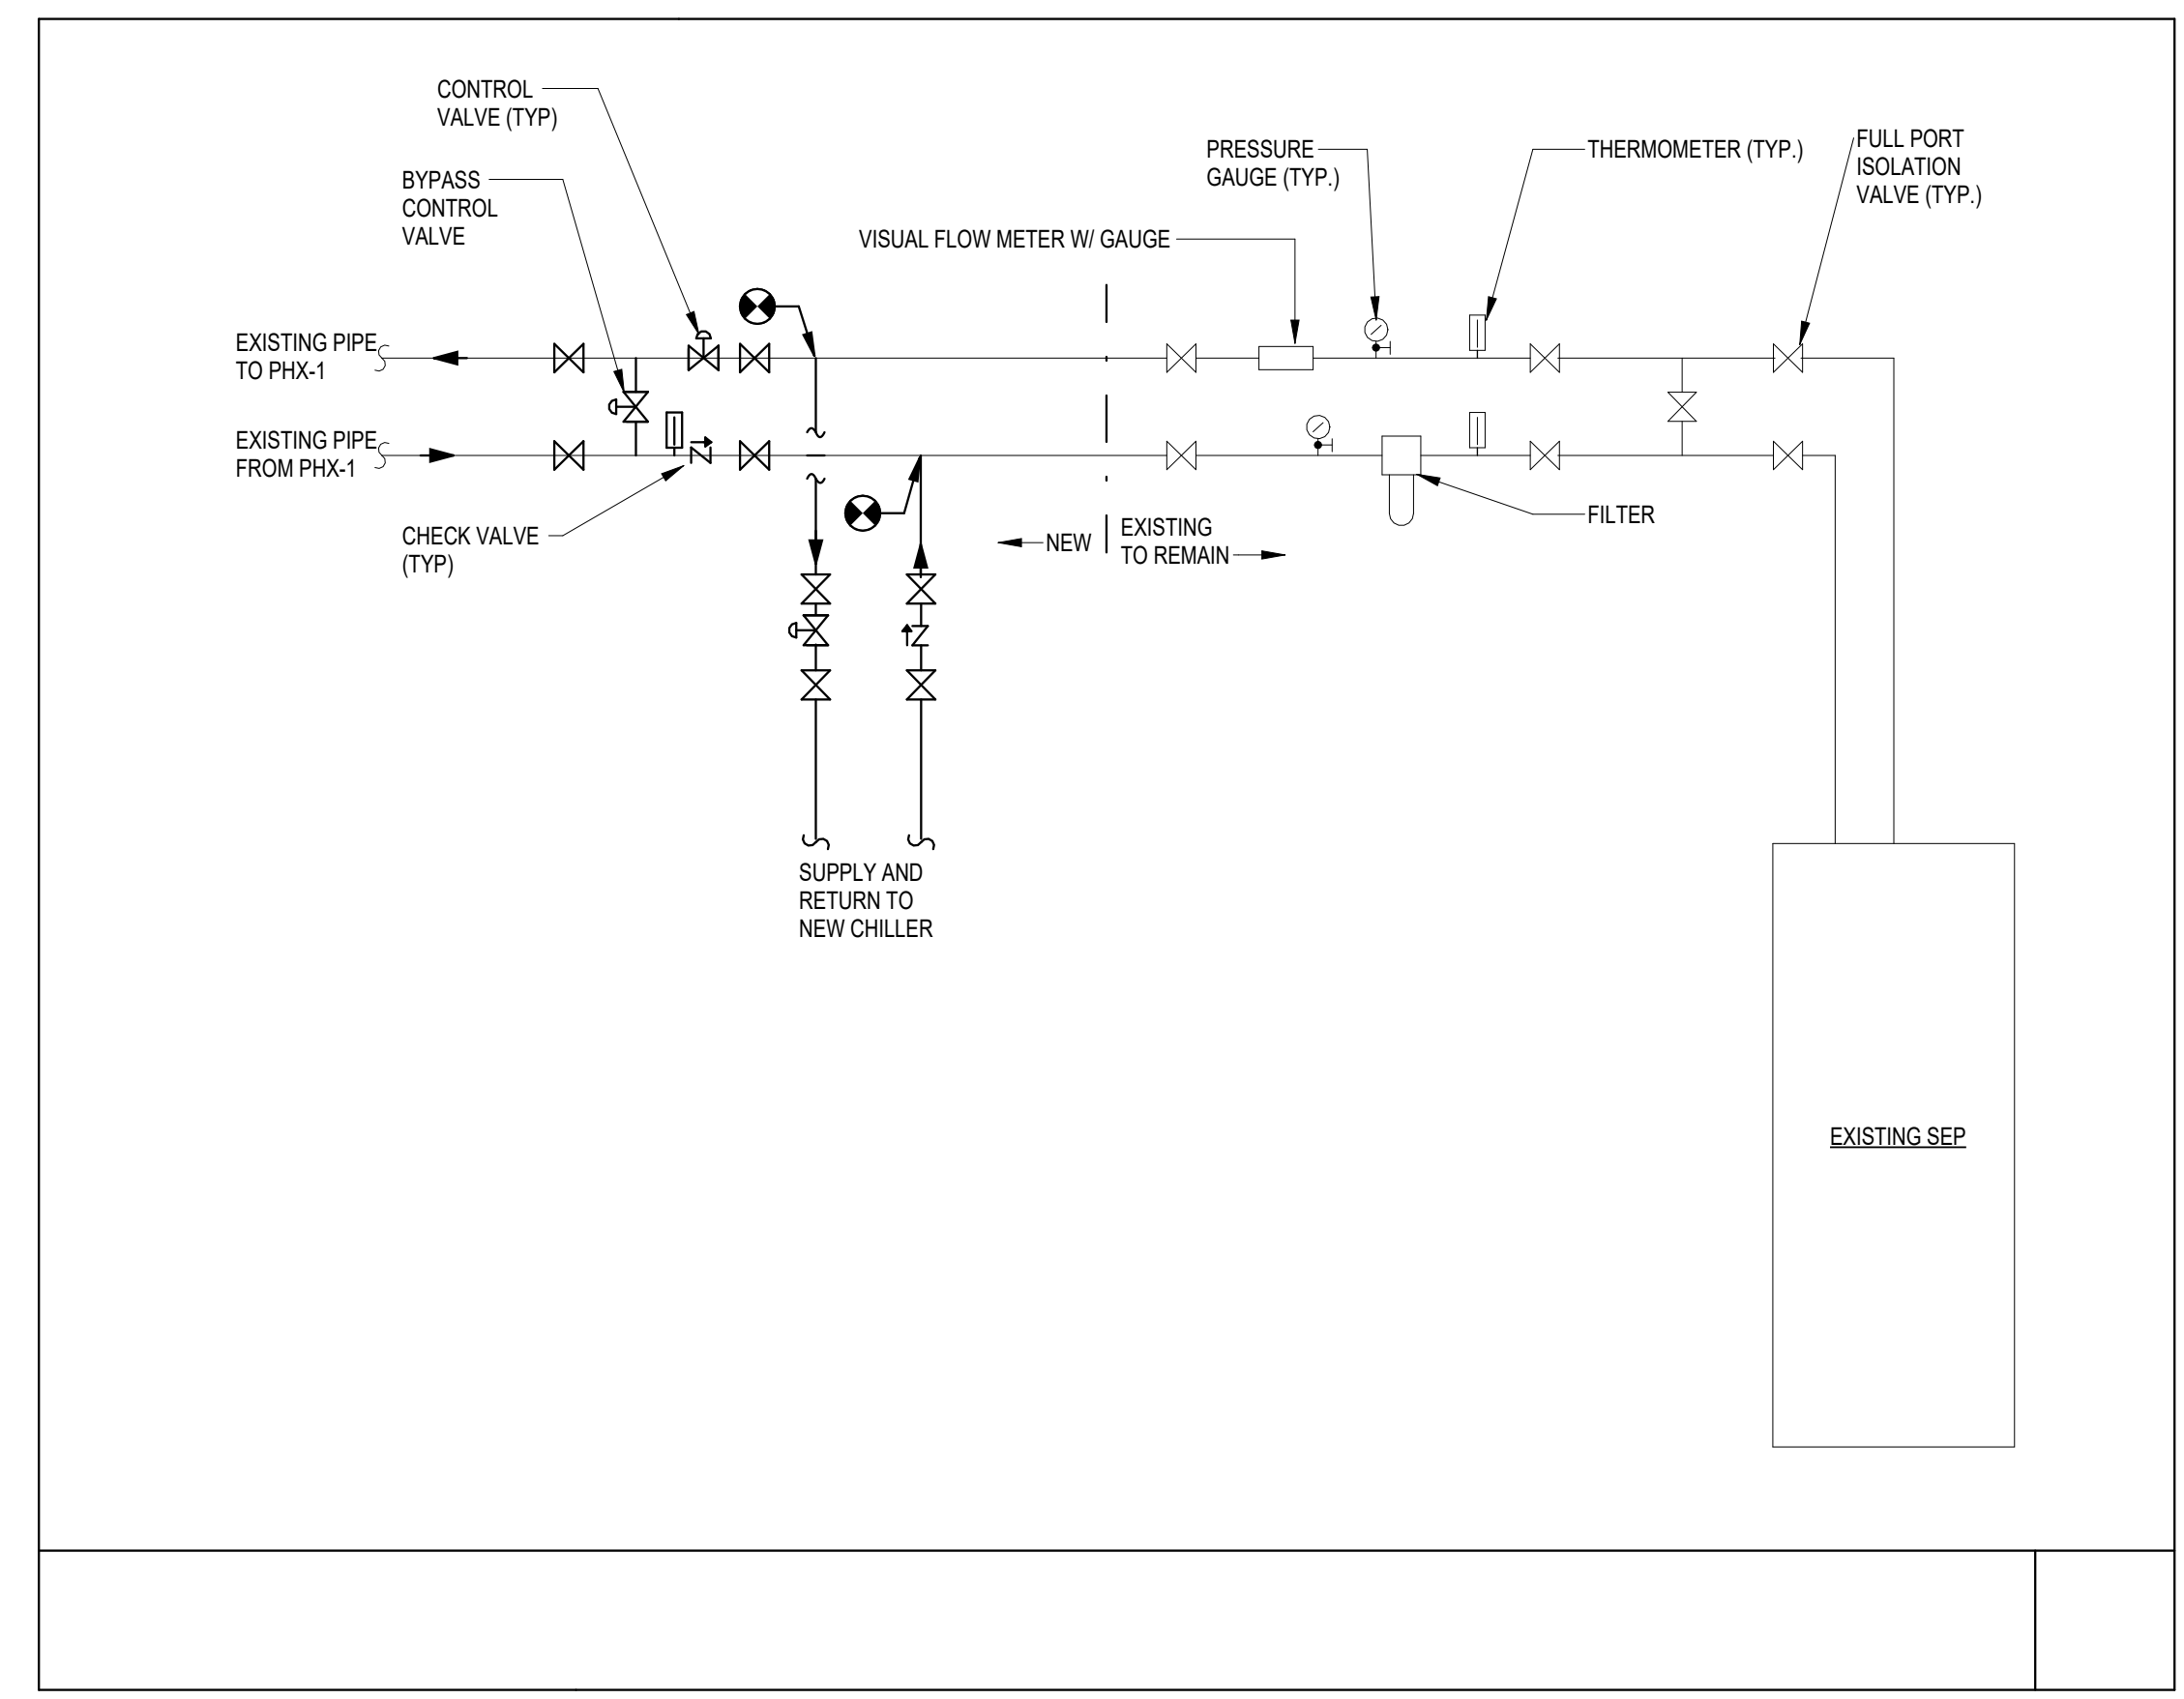 CONTROL
VALVE (TYP)
BYPASS
CONTROL
VALVE
PRESSURE
GAUGE (TYP.)
THERMOMETER (TYP.)
FULL PORT
ISOLATION
VALVE (TYP.)
VISUAL FLOW METER W/ GAUGE
EXISTING PIPE
TO PHX-1
EXISTING PIPE
FROM PHX-1
CHECK VALVE
(TYP)
NEW
EXISTING
TO REMAIN
FILTER
SUPPLY AND
RETURN TO
NEW CHILLER
EXISTING SEP